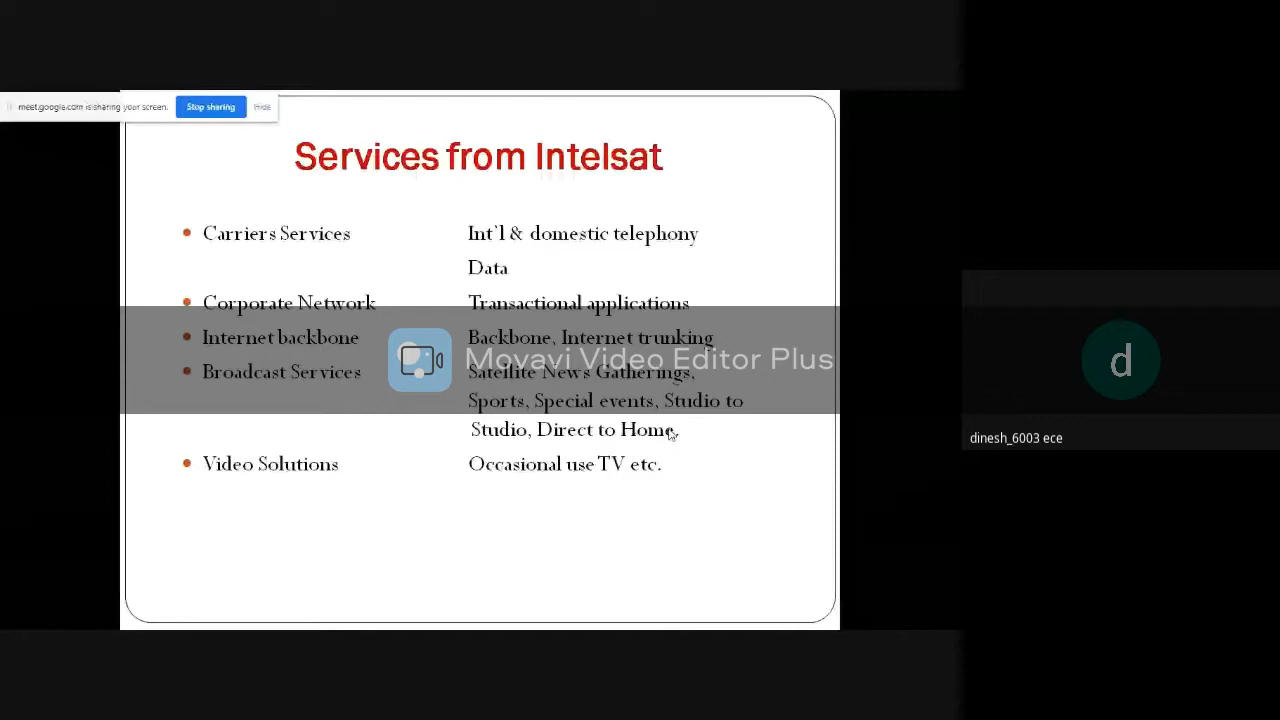 meet.google.com is sharing your screen. Stop sharing Hide
Services from Intelsat
• Carriers Services Int'l & domestic telephony
Data
• Corporate Network Transactional applications
• Internet backbone Backbone, Internet trunking
Movavi Video Editor Plus
• Broadcast Services Satellite News Gatherings,
Sports, Special events, Studio to
Studio, Direct to Home,
• Video Solutions Occasional use TV etc.
d
dinesh_6003 ece